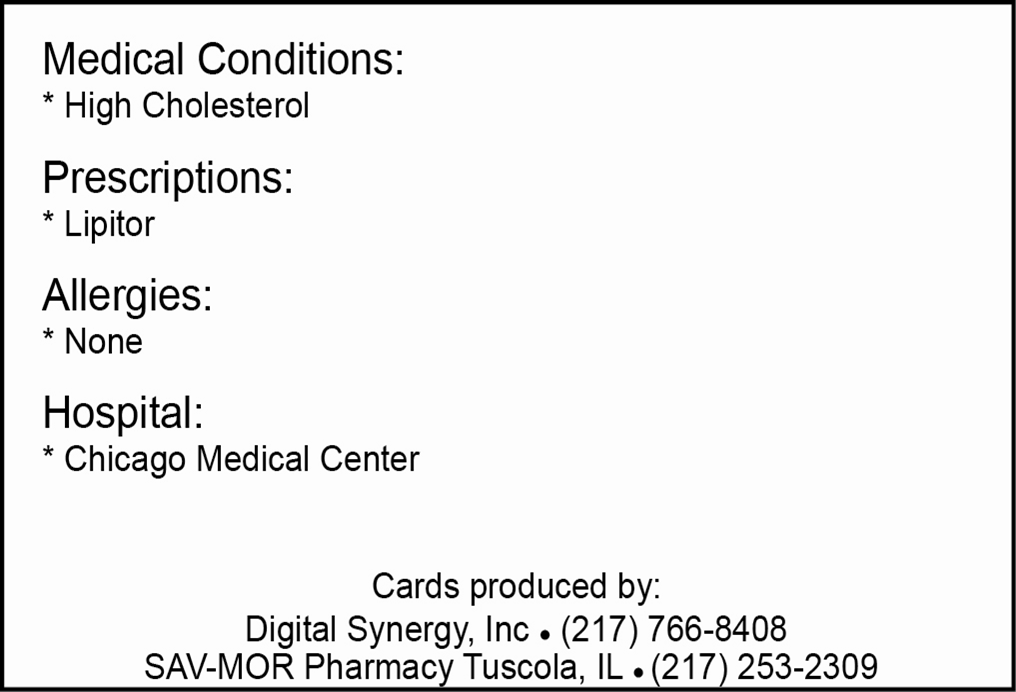 Medical Conditions:
* High Cholesterol
Prescriptions:
* Lipitor
Allergies:
* None
Hospital:
* Chicago Medical Center
Cards produced by:
Digital Synergy, Inc • (217) 766-8408
SAV-MOR Pharmacy Tuscola, IL • (217) 253-2309